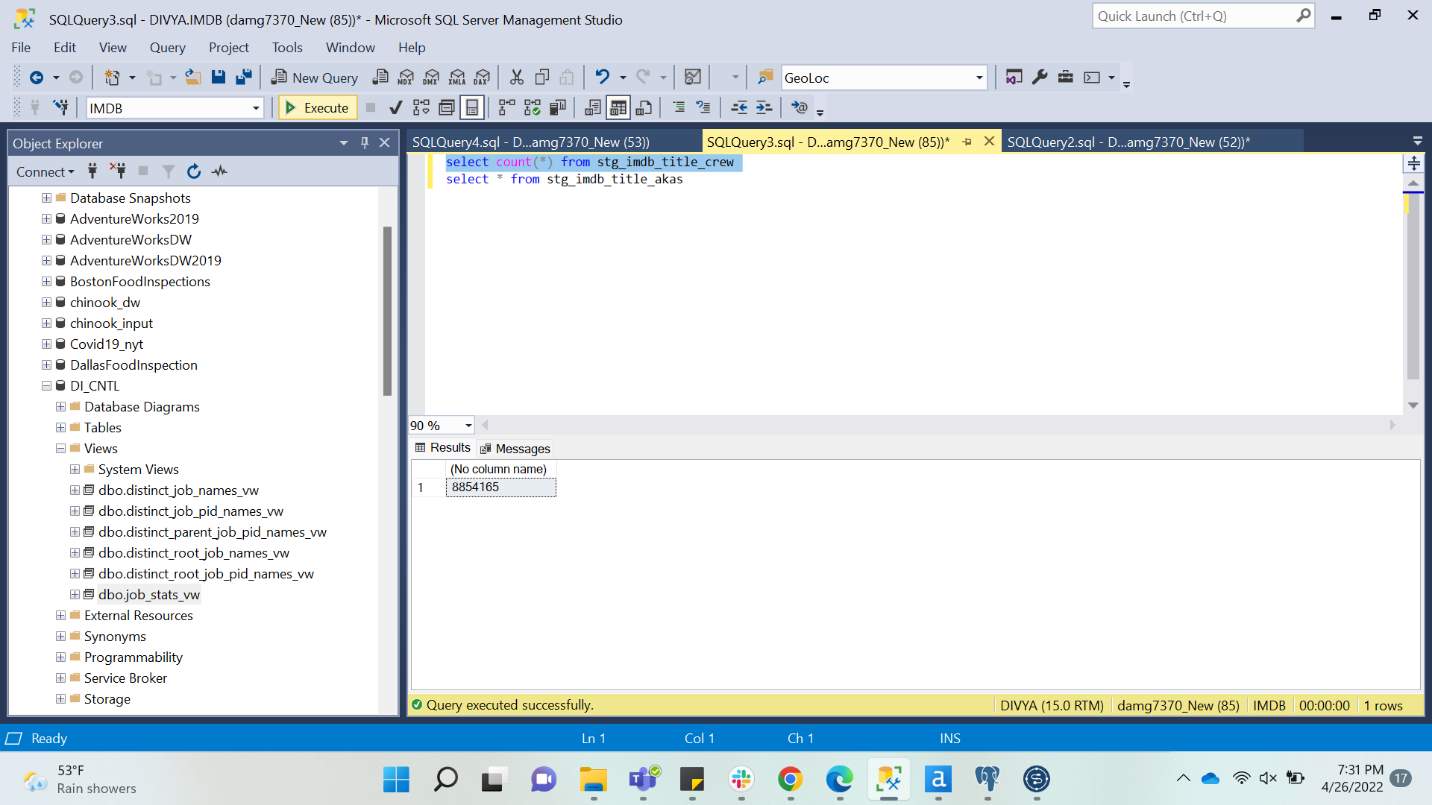 SQLQuery3.sql - DIVYA.IMDB (damg7370_New (85))* - Microsoft SQL Server Management Studio
Quick Launch (Ctrl+Q)
File Edit View Query Project Tools Window Help
New Query
MDX DMX XMLA DAX
GeoLoc
IMDB
Execute
Object Explorer
Connect
Database Snapshots
AdventureWorks2019
AdventureWorksDW
AdventureWorksDW2019
BostonFoodInspections
chinook_dw
chinook_input
Covid19_nyt
DallasFoodInspection
DI_CNTL
Database Diagrams
Tables
Views
System Views
dbo.distinct_job_names_vw
dbo.distinct_job_pid_names_vw
dbo.distinct_parent_job_pid_names_vw
dbo.distinct_root_job_names_vw
dbo.distinct_root_job_pid_names_vw
dbo.job_stats_vw
External Resources
Synonyms
Programmability
Service Broker
Storage
SQLQuery4.sql - D...amg7370_New (53))
SQLQuery3.sql - D...amg7370_New (85))*
SQLQuery2.sql - D...amg7370_New (52))*
select count(*) from stg_imdb_title_crew
select * from stg_imdb_title_akas
90 %
Results Messages
(No column name)
1 8854165
Query executed successfully.
DIVYA (15.0 RTM) damg7370_New (85) IMDB 00:00:00 1 rows
Ready Ln 1 Col 1 Ch 1 INS
53°F
Rain showers
a
7:31 PM
4/26/2022
17